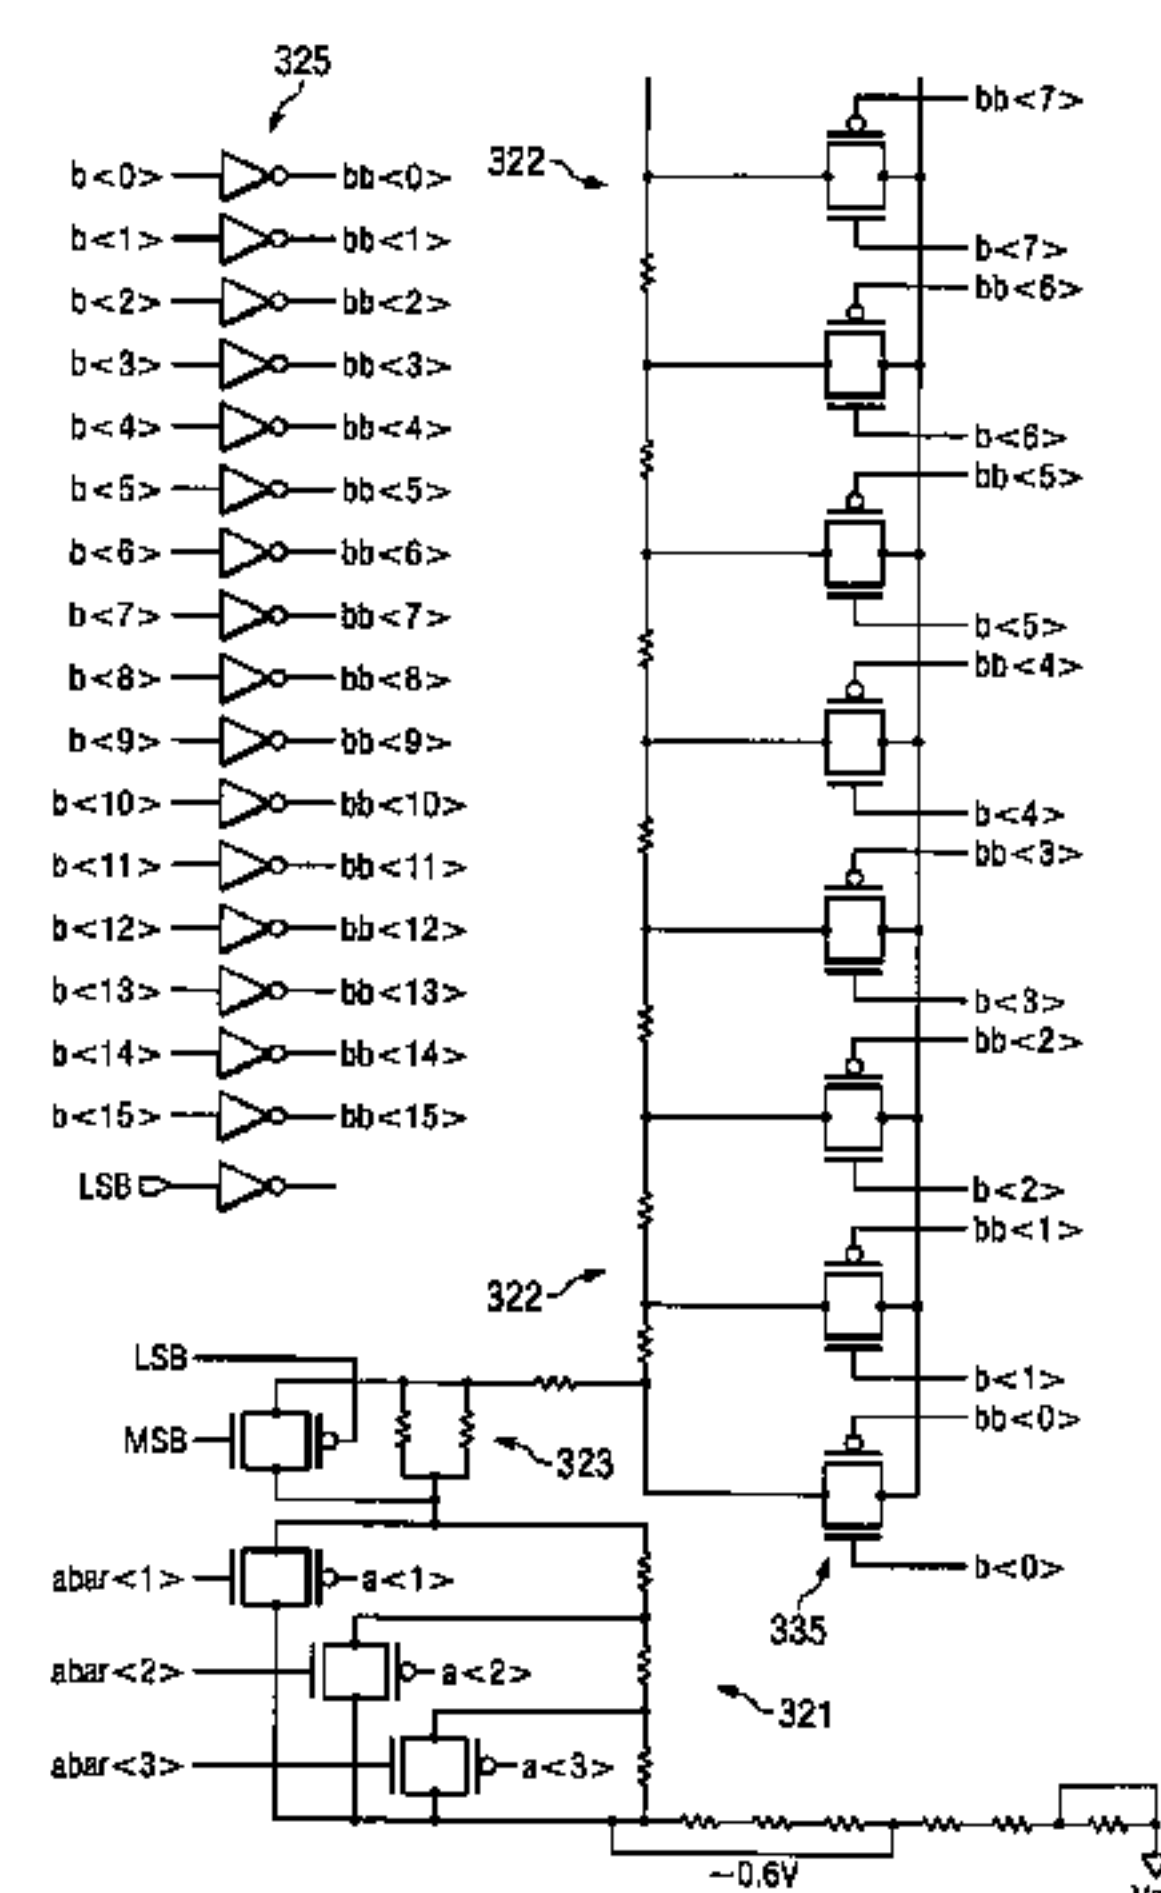 325
b<0> bb<0>
b<1> bb<1>
b<2> bb<2>
b<3> bb<3>
b<4> bb<4>
b<5> bb<5>
b<6> bb<6>
b<7> bb<7>
b<8> bb<8>
b<9> bb<9>
b<10> bb<10>
b<11> bb<11>
b<12> bb<12>
b<13> bb<13>
b<14> bb<14>
b<15> bb<15>
LSB
322
bb<7>
b<7>
bb<6>
b<6>
bb<5>
b<5>
bb<4>
b<4>
bb<3>
b<3>
bb<2>
b<2>
bb<1>
322
b<1>
bb<0>
b<0>
335
LSB
MSB
323
abar<1> a<1>
abar<2> a<2>
321
abar<3> a<3>
~0.6V